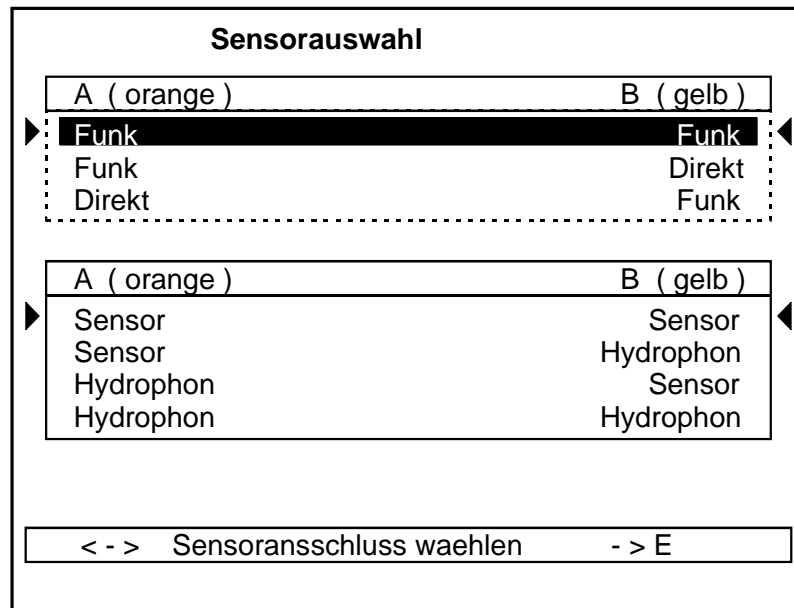 Sensorauswahl
A ( orange ) B ( gelb )
Funk Funk
Funk Direkt
Direkt Funk
A ( orange ) B ( gelb )
Sensor Sensor
Sensor Hydrophon
Hydrophon Sensor
Hydrophon Hydrophon
< - > Sensoransschluss waehlen - > E